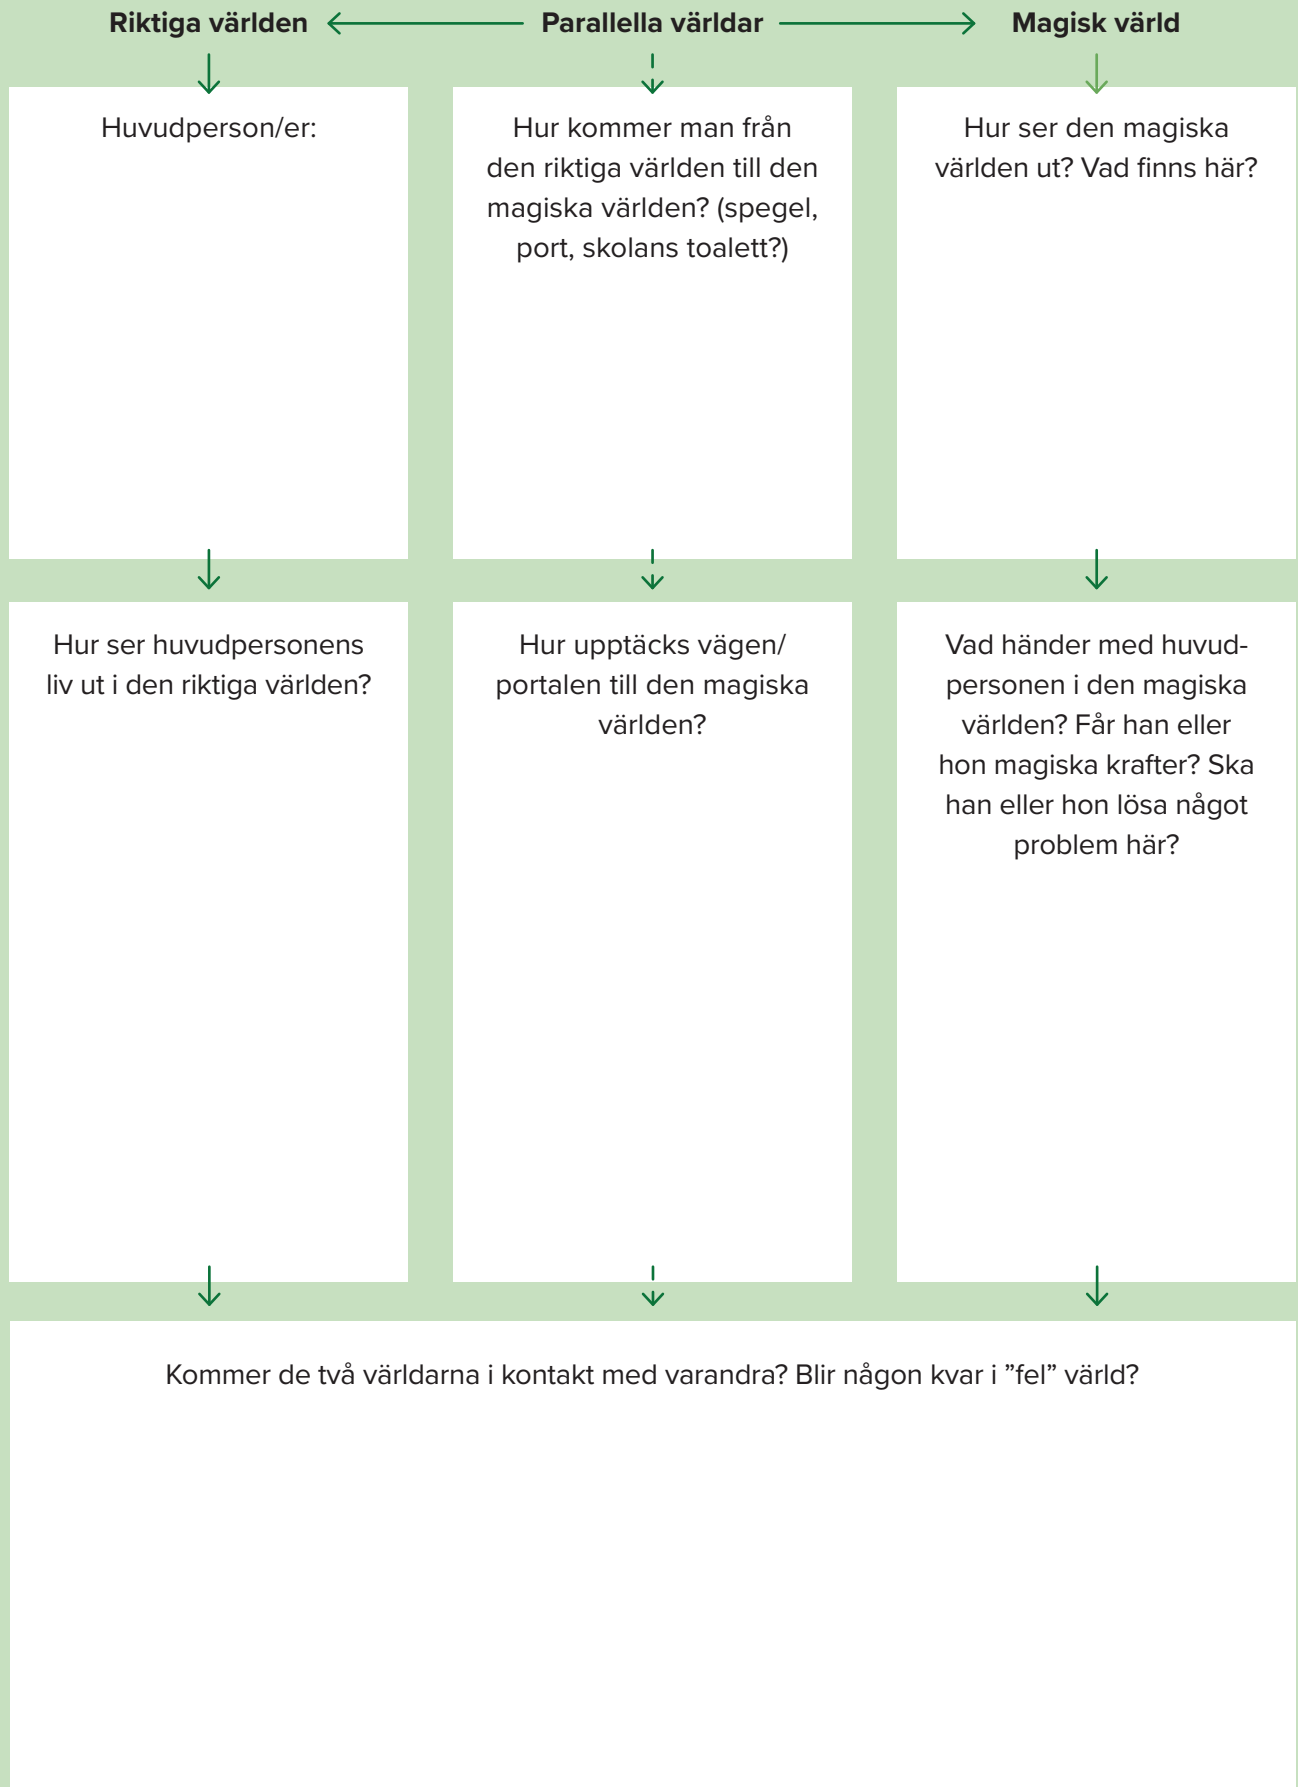 Riktiga världen
Parallella världar
Magisk värld
Huvudperson/er:
Hur kommer man från
den riktiga världen till den
magiska världen? (spegel,
port, skolans toalett?)
Hur ser den magiska
världen ut? Vad finns här?
Hur ser huvudpersonens
liv ut i den riktiga världen?
Hur upptäcks vägen/
portalen till den magiska
världen?
Vad händer med huvud-
personen i den magiska
världen? Får han eller
hon magiska krafter? Ska
han eller hon lösa något
problem här?
Kommer de två världarna i kontakt med varandra? Blir någon kvar i ”fel” värld?